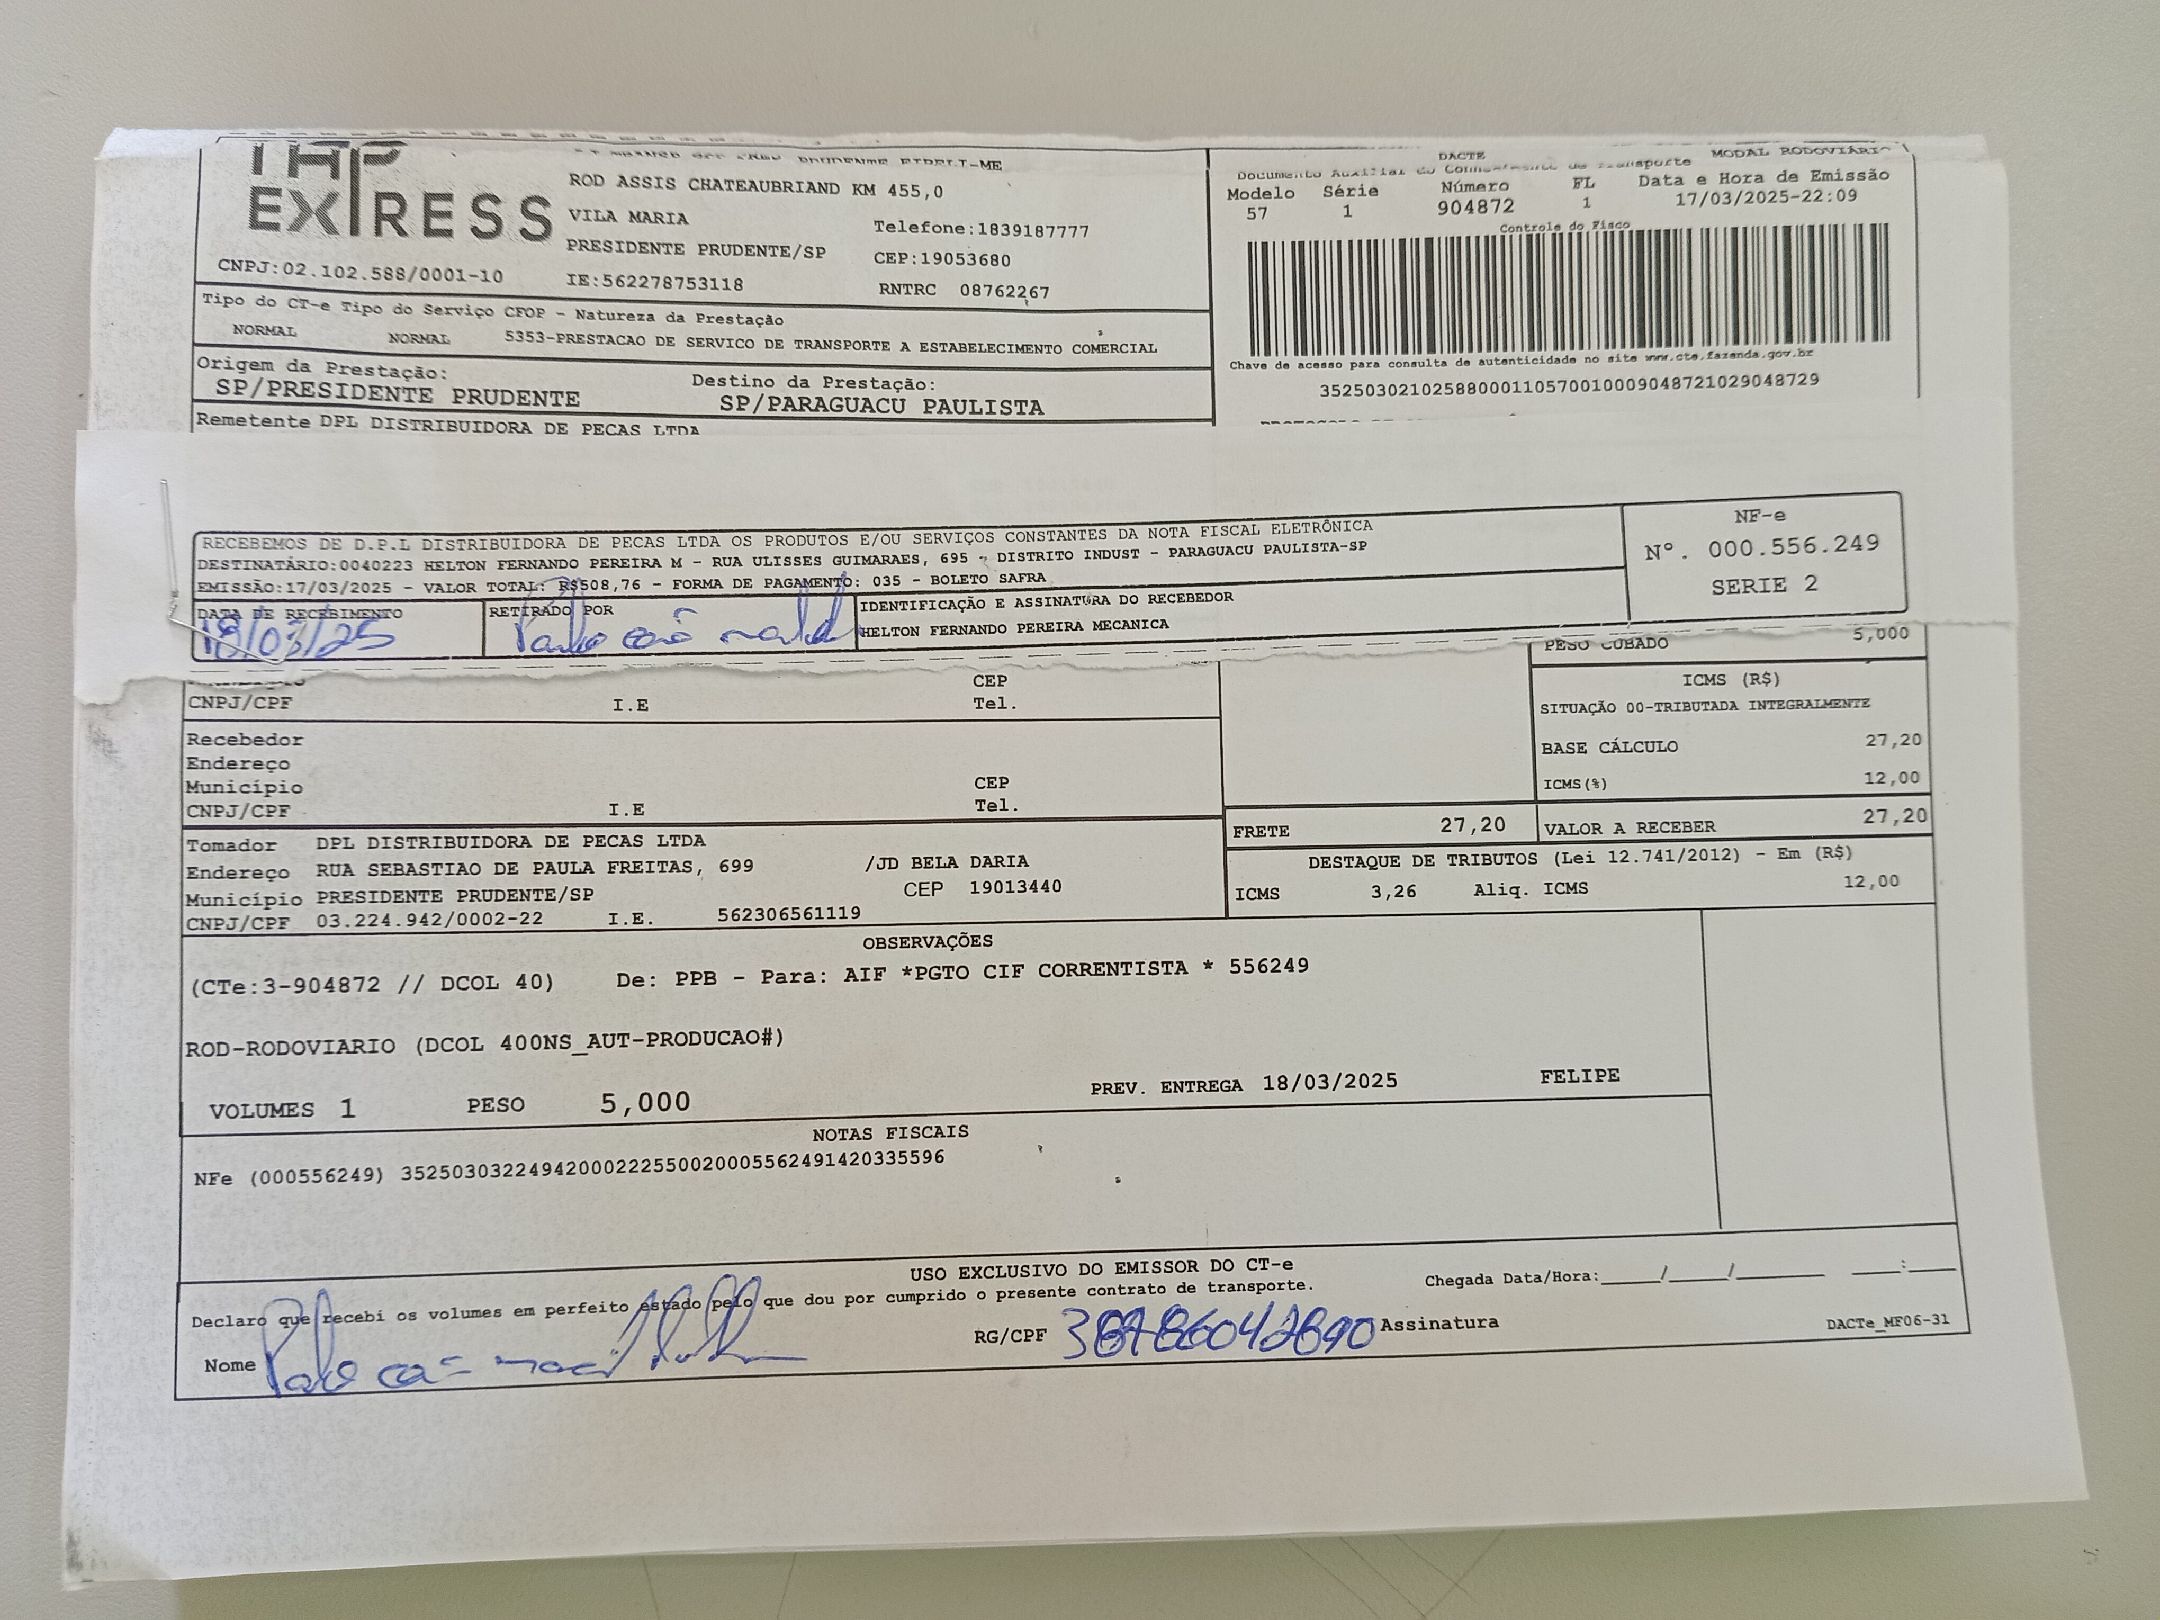 EXPRESS
ROD ASSIS CHATEAUBRIAND KM 455,0
VILA MARIA
Telefone:1839187777
PRESIDENTE PRUDENTE/SP
CEP:19053680
CNPJ:02.102.588/0001-10
IE:562278753118
RNTRC 08762267
DACTE
MODAL RODOVIÁRIO
Modelo Série Número FL Data e Hora de Emissão
57 1 904872 1 17/03/2025-22:09
Controle do Fisco
Tipo do CT-e Tipo do Serviço CFOP - Natureza da Prestação
NORMAL NORMAL 5353-PRESTACAO DE SERVICO DE TRANSPORTE A ESTABELECIMENTO COMERCIAL
Chave de acesso para consulta de autenticidade no site www.cte.fazenda.gov.br
35250302102588000110570010009048721029048729
Origem da Prestação: Destino da Prestação:
SP/PRESIDENTE PRUDENTE SP/PARAGUACU PAULISTA
Remetente DPL DISTRIBUIDORA DE PECAS LTDA
RECEBEMOS DE D.P.L DISTRIBUIDORA DE PECAS LTDA OS PRODUTOS E/OU SERVIÇOS CONSTANTES DA NOTA FISCAL ELETRÔNICA
DESTINATÁRIO:0040223 HELTON FERNANDO PEREIRA M - RUA ULISSES GUIMARAES, 695 - DISTRITO INDUST - PARAGUACU PAULISTA-SP
EMISSÃO:17/03/2025 - VALOR TOTAL: R$508,76 - FORMA DE PAGAMENTO: 035 - BOLETO SAFRA
NF-e
Nº. 000.556.249
SERIE 2
DATA DE RECEBIMENTO
18/03/25
RETIRADO POR
IDENTIFICAÇÃO E ASSINATURA DO RECEBEDOR
HELTON FERNANDO PEREIRA MECANICA
PESO CUBADO 5,000
CEP
CNPJ/CPF I.E Tel.
ICMS (R$)
SITUAÇÃO 00-TRIBUTADA INTEGRALMENTE
BASE CÁLCULO 27,20
ICMS(%) 12,00
Recebedor
Endereço
Município CEP
CNPJ/CPF I.E Tel.
FRETE 27,20 VALOR A RECEBER 27,20
Tomador DPL DISTRIBUIDORA DE PECAS LTDA
Endereço RUA SEBASTIAO DE PAULA FREITAS, 699 /JD BELA DARIA
Município PRESIDENTE PRUDENTE/SP CEP 19013440
CNPJ/CPF 03.224.942/0002-22 I.E. 562306561119
DESTAQUE DE TRIBUTOS (Lei 12.741/2012) - Em (R$)
ICMS 3,26 Aliq. ICMS 12,00
OBSERVAÇÕES
(CTe:3-904872 // DCOL 40) De: PPB - Para: AIF *PGTO CIF CORRENTISTA * 556249
ROD-RODOVIARIO (DCOL 400NS_AUT-PRODUCAO#)
VOLUMES 1 PESO 5,000 PREV. ENTREGA 18/03/2025 FELIPE
NOTAS FISCAIS
NFe (000556249) 35250303224942000222550020005562491420335596
USO EXCLUSIVO DO EMISSOR DO CT-e
Declaro que recebi os volumes em perfeito estado pelo que dou por cumprido o presente contrato de transporte.
Chegada Data/Hora:____/____/________ ____:____
Nome
RG/CPF
Assinatura
DACTe_MF06-31